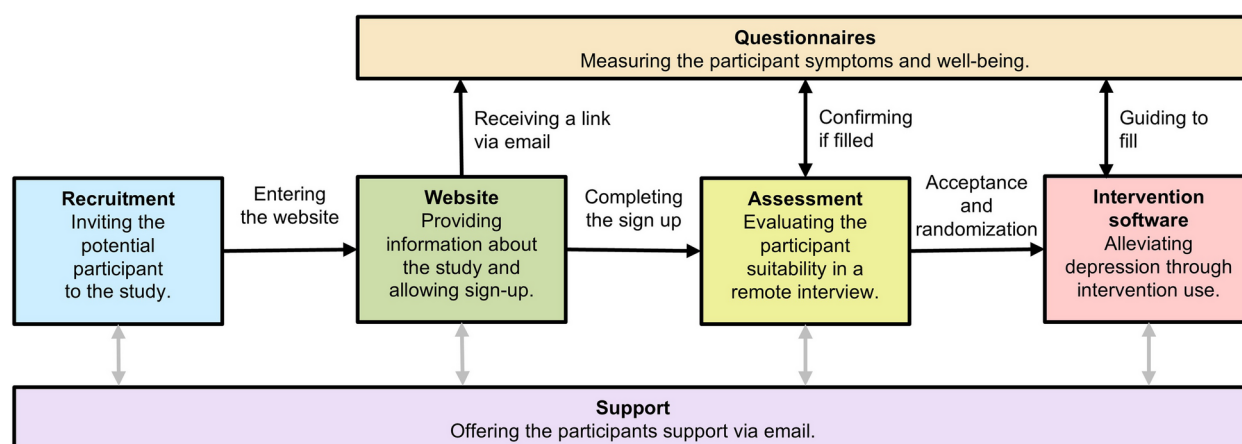 Questionnaires
Measuring the participant symptoms and well-being.
Receiving a link
via email
Confirming
if filled
Guiding to
fill
Recruitment
Inviting the
potential
participant
to the study.
Entering
the website
Website
Providing
information about
the study and
allowing sign-up.
Completing
the sign up
Assessment
Evaluating the
participant
suitability in a
remote interview.
Acceptance
and
randomization
Intervention
software
Alleviating
depression through
intervention use.
Support
Offering the participants support via email.